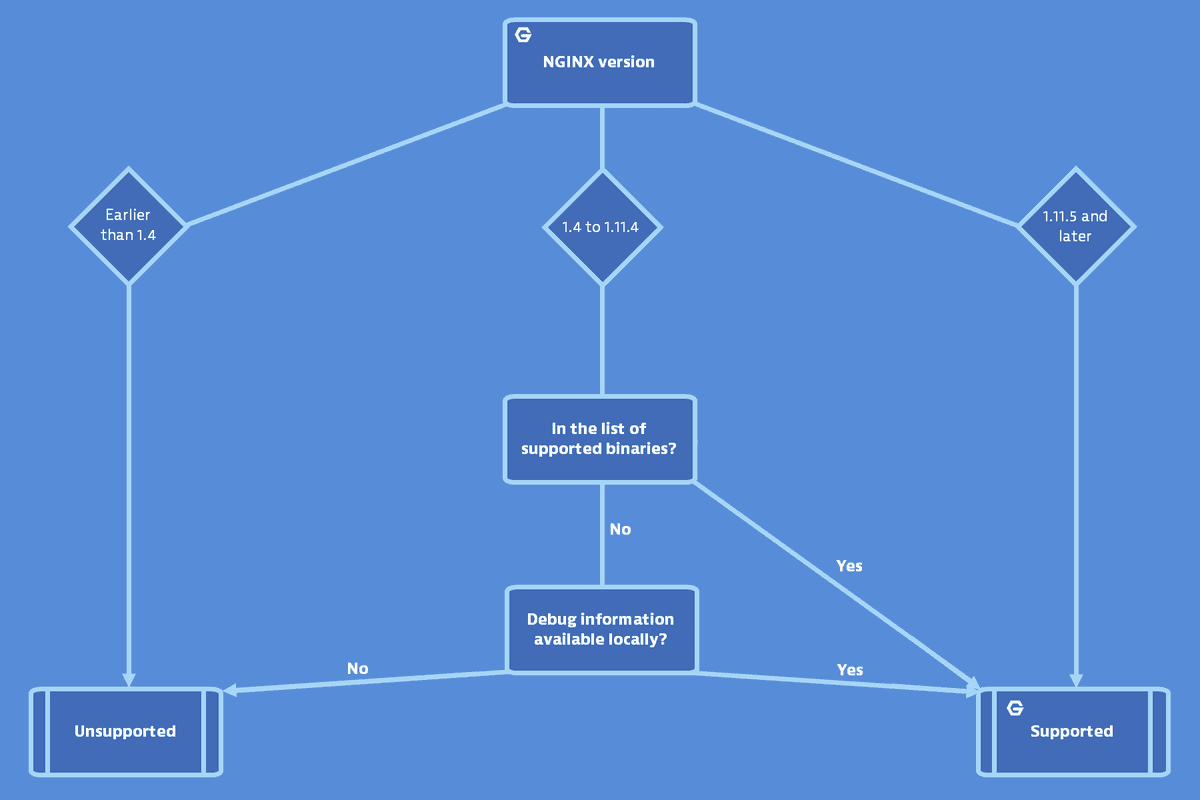 NGINX version
Earlier
than 1.4
1.4 to 1.11.4
1.11.5 and
later
In the list of
supported binaries?
No
Yes
Debug information
available locally?
No
Yes
Unsupported
Supported